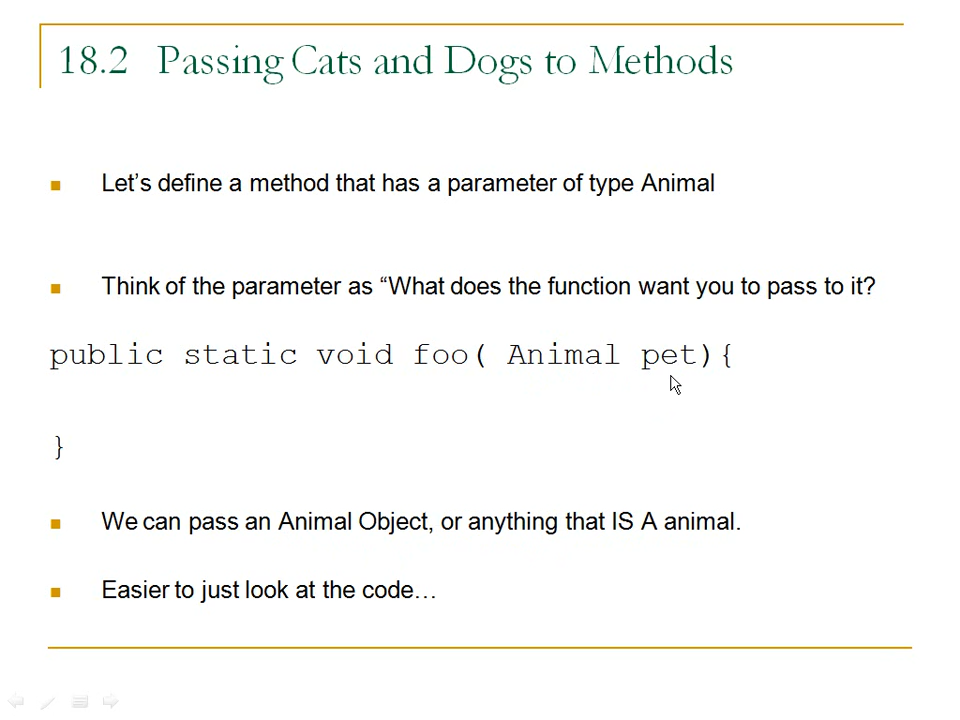 18.2 Passing Cats and Dogs to Methods
Let’s define a method that has a parameter of type Animal
Think of the parameter as “What does the function want you to pass to it?
public static void foo( Animal pet){
}
We can pass an Animal Object, or anything that IS A animal.
Easier to just look at the code…